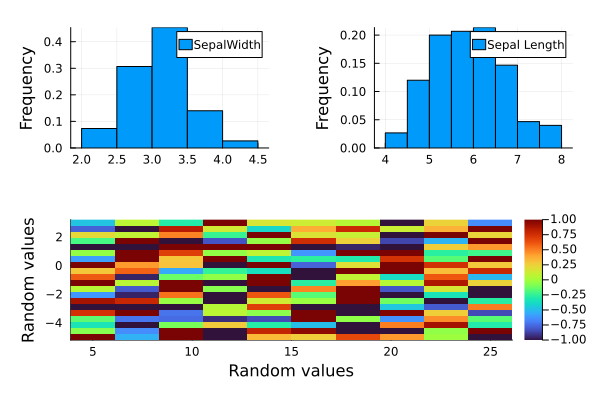 Frequency
0.4
0.3
0.2
0.1
0.0
SepalWidth
2.0 2.5 3.0 3.5 4.0 4.5
Frequency
0.20
0.15
0.10
0.05
0.00
Sepal Length
4 5 6 7 8
Random values
2
0
−2
−4
5 10 15 20 25
Random values
1.00
0.75
0.50
0.25
0
−0.25
−0.50
−0.75
−1.00